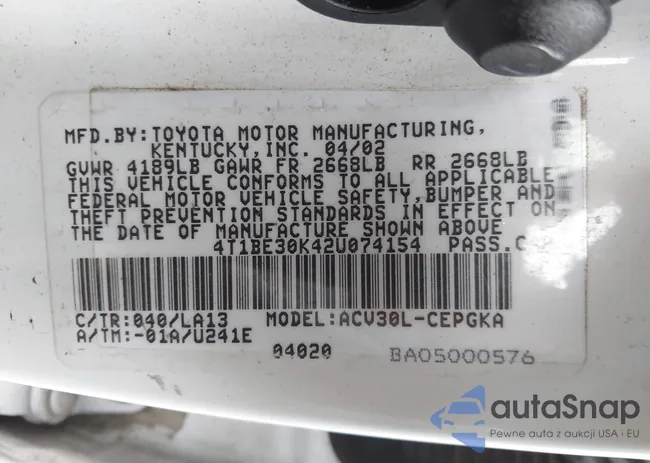 MFD.BY:TOYOTA MOTOR MANUFACTURING,
KENTUCKY,INC. 04/02
GVWR 4189LB GAWR FR 2668LB RR 2668LB
THIS VEHICLE CONFORMS TO ALL APPLICABLE
FEDERAL MOTOR VEHICLE SAFETY,BUMPER AND
THEFT PREVENTION STANDARDS IN EFFECT ON
THE DATE OF MANUFACTURE SHOWN ABOVE
4T1BE30K42U074154 PASS.
C/TR:040/LA13 MODEL:ACV30L-CEPGKA
A/TM:-01A/U241E
04020 BA05000576
autaSnap
Pewne auta z aukcji USA i EU